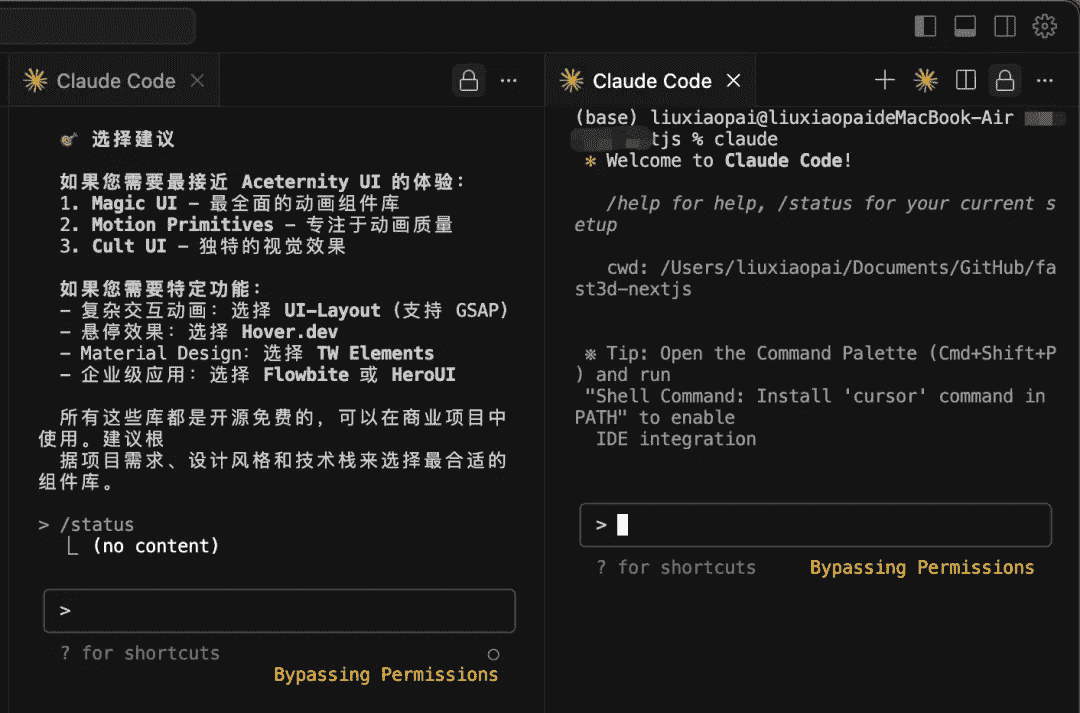 Claude Code
选择建议
如果您需要最接近 Aceternity UI 的体验：
1. Magic UI - 最全面的动画组件库
2. Motion Primitives - 专注于动画质量
3. Cult UI - 独特的视觉效果
如果您需要特定功能：
- 复杂交互动画：选择 UI-Layout (支持 GSAP)
- 悬停效果：选择 Hover.dev
- Material Design：选择 TW Elements
- 企业级应用：选择 Flowbite 或 HeroUI
所有这些库都是开源免费的，可以在商业项目中
使用。建议根
据项目需求、设计风格和技术栈来选择最合适的
组件库。
> /status
⎿ (no content)
>
? for shortcuts
Bypassing Permissions
Claude Code
(base) liuxiaopai@liuxiaopaideMacBook-Air
tjs % claude
* Welcome to Claude Code!
/help for help, /status for your current s
etup
cwd: /Users/liuxiaopai/Documents/GitHub/fa
st3d-nextjs
※ Tip: Open the Command Palette (Cmd+Shift+P
) and run
"Shell Command: Install 'cursor' command in
PATH" to enable
IDE integration
>
? for shortcuts Bypassing Permissions